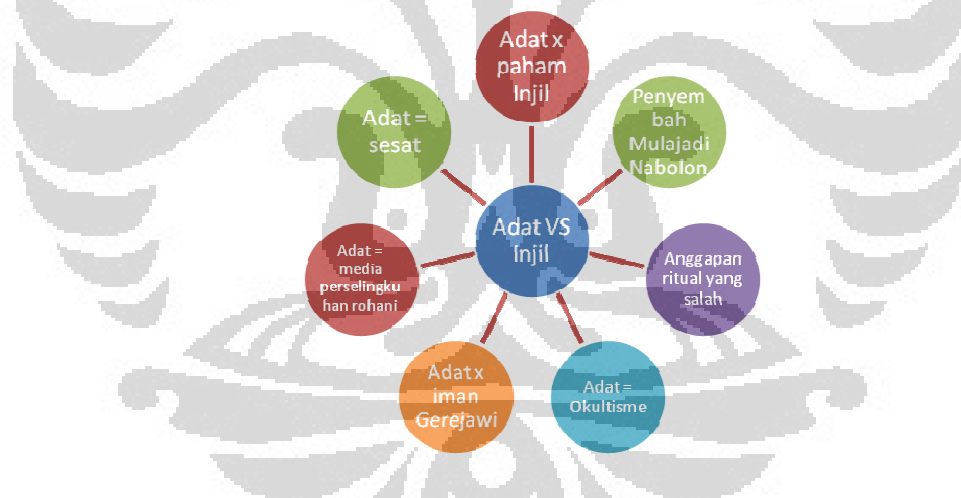 Adat x
paham
Injil
Penyem
bah
Mulajadi
Nabolon
Adat =
sesat
Adat VS
Injil
Anggapan
ritual yang
salah
Adat =
media
perselingku
han rohani
Adat x
iman
Gerejawi
Adat =
Okultisme